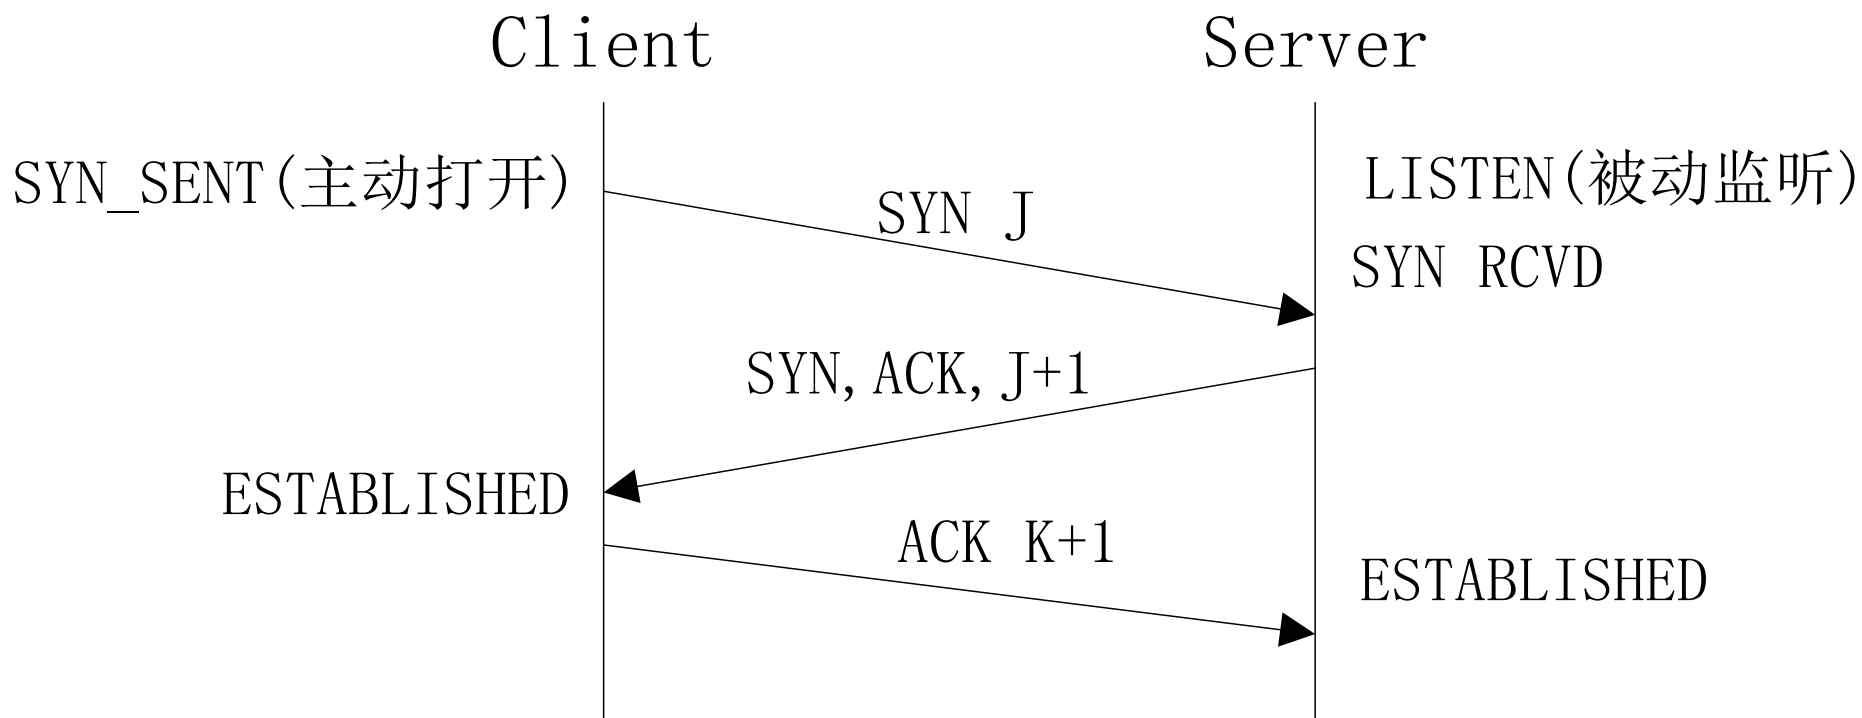 Client
Server
SYN_SENT(主动打开)
SYN J
LISTEN(被动监听)
SYN RCVD
SYN,ACK,J+1
ESTABLISHED
ACK K+1
ESTABLISHED